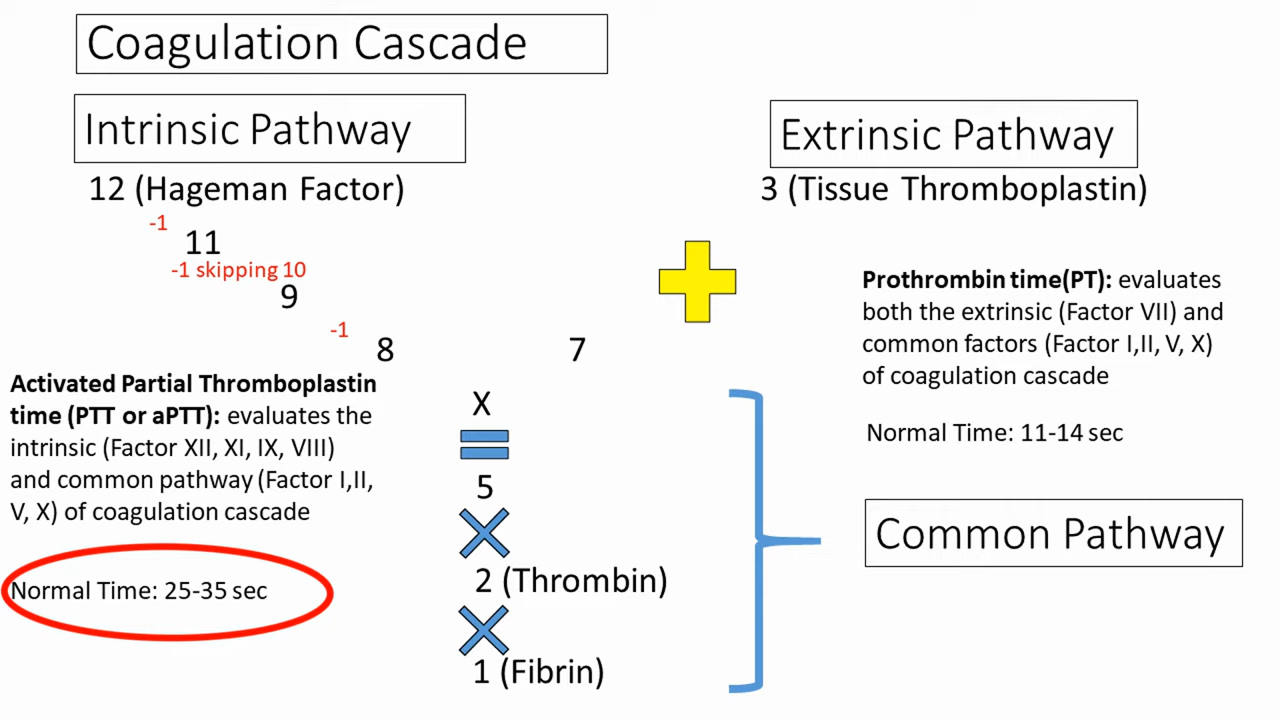 Coagulation Cascade
Intrinsic Pathway
Extrinsic Pathway
12 (Hageman Factor)
3 (Tissue Thromboplastin)
-1
11
-1 skipping 10
9
-1
8
7
Prothrombin time(PT): evaluates
both the extrinsic (Factor VII) and
common factors (Factor I,II, V, X)
of coagulation cascade
Normal Time: 11-14 sec
Activated Partial Thromboplastin
time (PTT or aPTT): evaluates the
intrinsic (Factor XII, XI, IX, VIII)
and common pathway (Factor I,II,
V, X) of coagulation cascade
Normal Time: 25-35 sec
X
5
2 (Thrombin)
1 (Fibrin)
Common Pathway